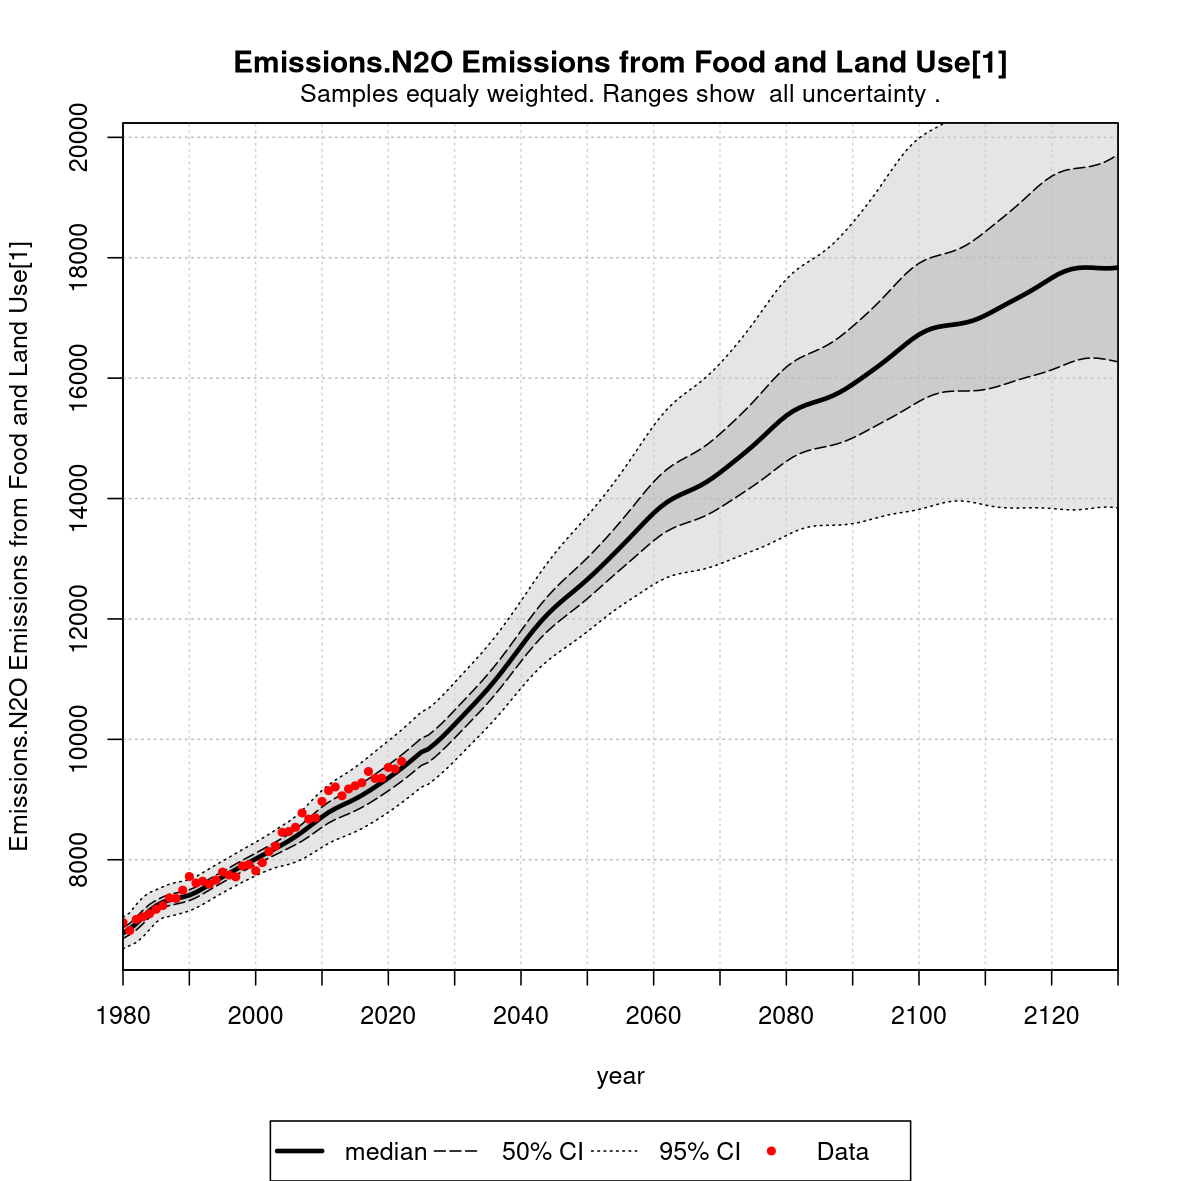 Emissions.N2O Emissions from Food and Land Use[1]
Samples equaly weighted. Ranges show  all uncertainty .
Emissions.N2O Emissions from Food and Land Use[1]
20000
18000
16000
14000
12000
10000
8000
1980 2000 2020 2040 2060 2080 2100 2120
year
median 50% CI 95% CI Data